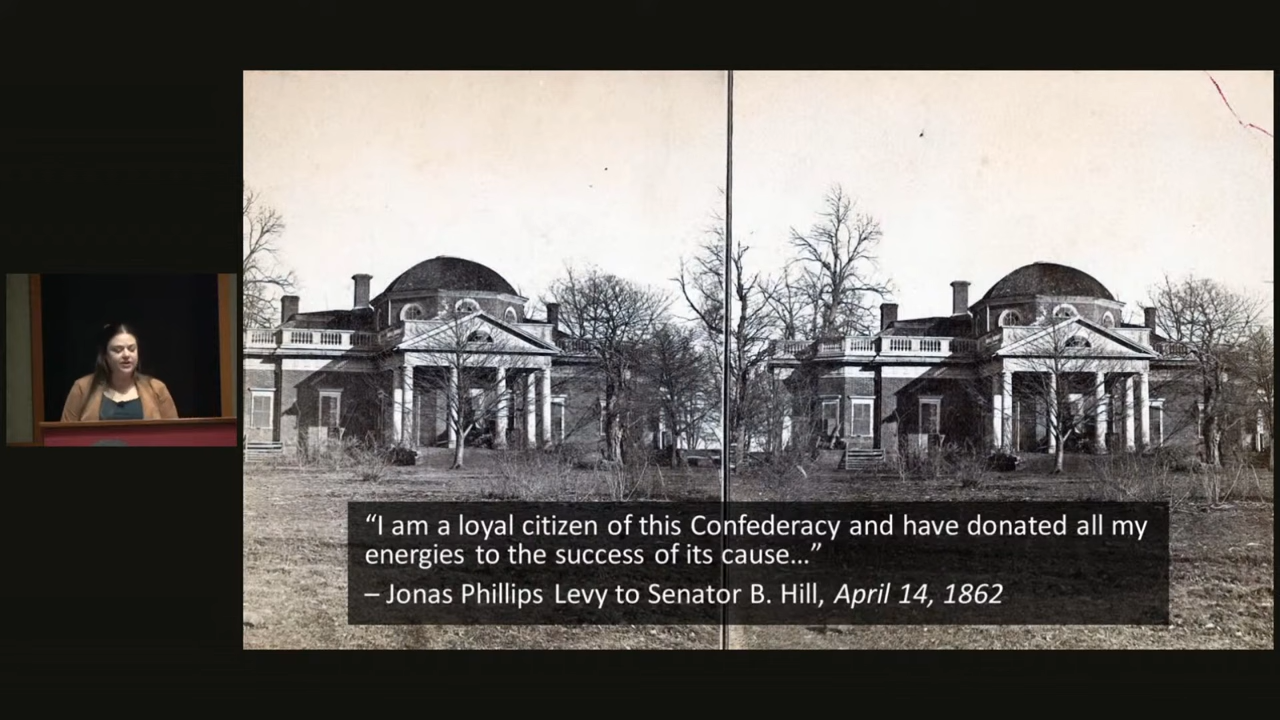 “I am a loyal citizen of this Confederacy and have donated all my
energies to the success of its cause…”
– Jonas Phillips Levy to Senator B. Hill, April 14, 1862